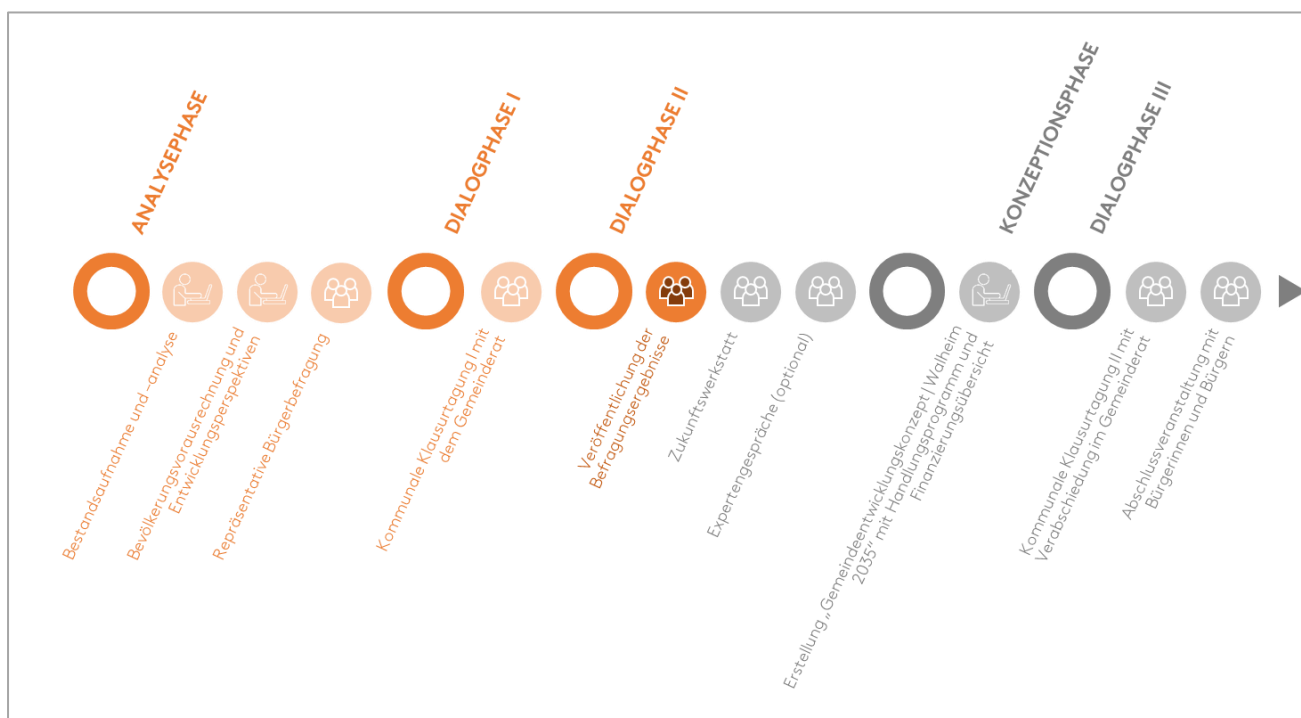 ANALYSEPHASE
Bestandsaufnahme und -analyse
Bevölkerungsvorausrechnung und
Entwicklungsperspektiven
Repräsentative Bürgerbefragung
DIALOGPHASE I
Kommunale Klausurtagung I mit
dem Gemeinderat
DIALOGPHASE II
Veröffentlichung der
Befragungsergebnisse
Zukunftswerkstatt
Expertengespräche (optional)
KONZEPTIONSPHASE
Erstellung „Gemeindeentwicklungskonzept | Walheim
2035“ mit Handlungsprogramm und
Finanzierungsübersicht
DIALOGPHASE III
Kommunale Klausurtagung II mit
Verabschiedung im Gemeinderat
Abschlussveranstaltung mit
Bürgerinnen und Bürgern